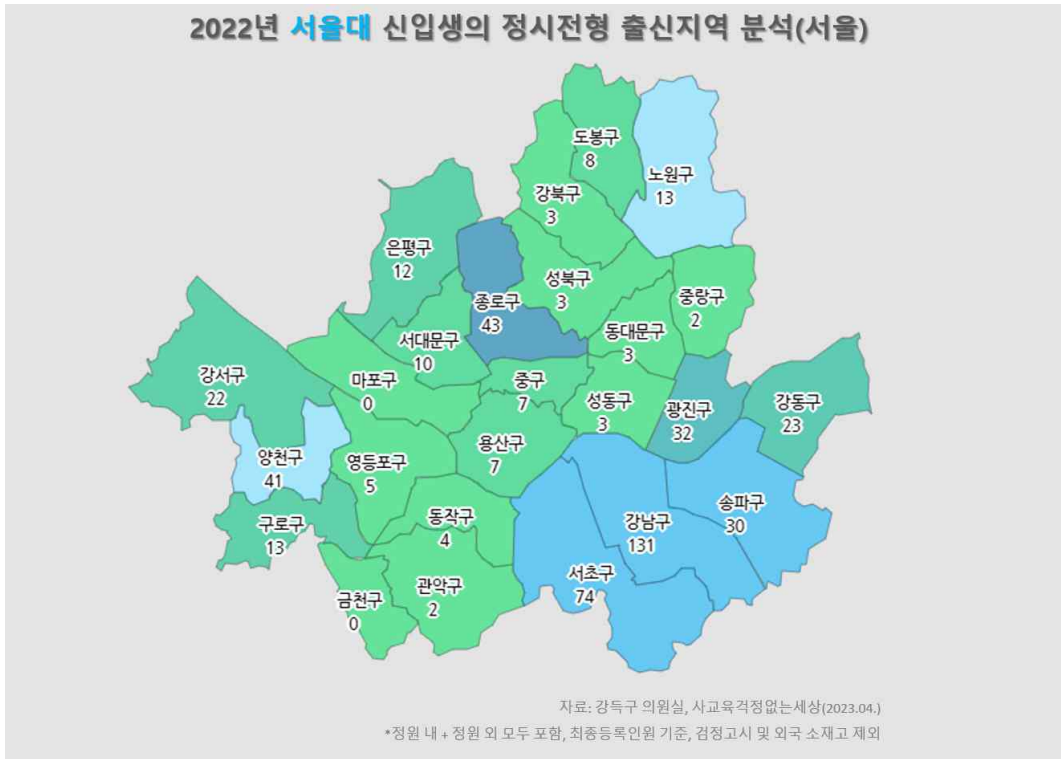 2022년 서울대 신입생의 정시전형 출신지역 분석(서울)
도봉구
8
노원구
13
강북구
3
은평구
12
성북구
3
중랑구
2
종로구
43
동대문구
3
서대문구
10
강서구
22
마포구
0
중구
7
성동구
3
광진구
32
강동구
23
양천구
41
영등포구
5
용산구
7
송파구
30
구로구
13
동작구
4
강남구
131
서초구
74
관악구
2
금천구
0
자료: 강득구 의원실, 사교육걱정없는세상(2023.04.)
*정원 내 + 정원 외 모두 포함, 최종등록인원 기준, 검정고시 및 외국 소재고 제외